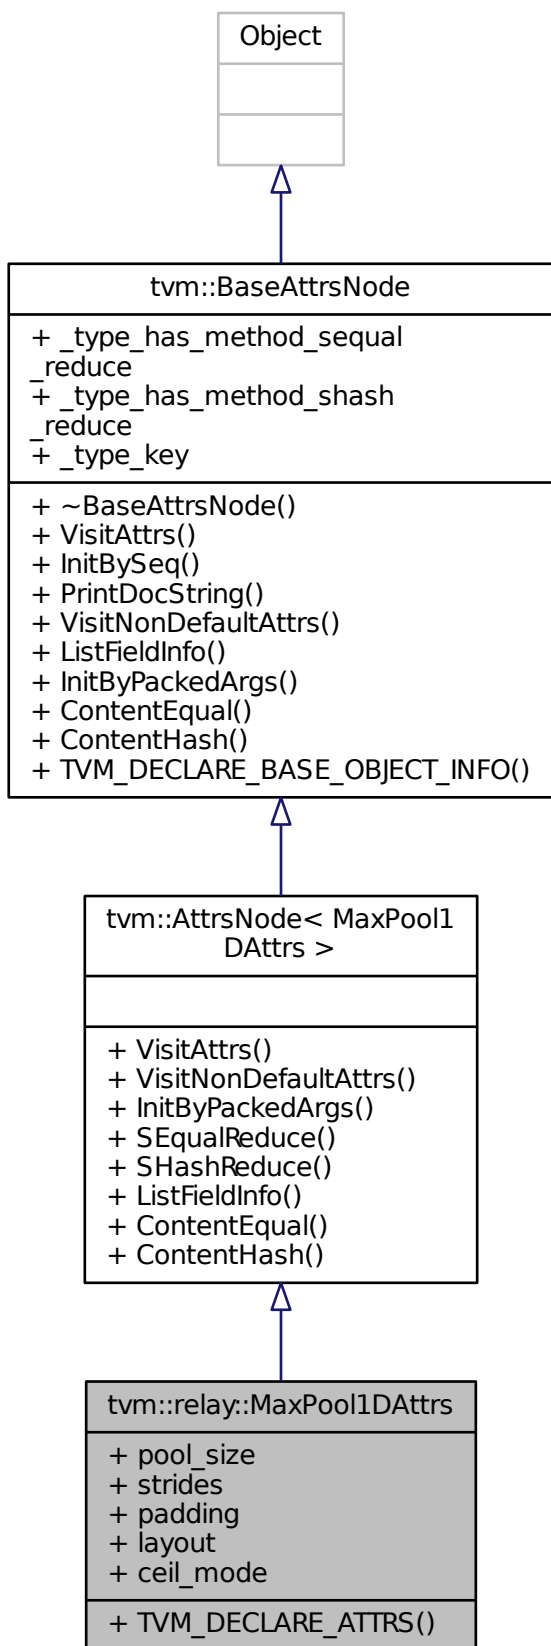 Object
tvm::BaseAttrsNode
+ _type_has_method_sequal
_reduce
+ _type_has_method_shash
_reduce
+ _type_key
+ ~BaseAttrsNode()
+ VisitAttrs()
+ InitBySeq()
+ PrintDocString()
+ VisitNonDefaultAttrs()
+ ListFieldInfo()
+ InitByPackedArgs()
+ ContentEqual()
+ ContentHash()
+ TVM_DECLARE_BASE_OBJECT_INFO()
tvm::AttrsNode< MaxPool1
DAttrs >
+ VisitAttrs()
+ VisitNonDefaultAttrs()
+ InitByPackedArgs()
+ SEqualReduce()
+ SHashReduce()
+ ListFieldInfo()
+ ContentEqual()
+ ContentHash()
tvm::relay::MaxPool1DAttrs
+ pool_size
+ strides
+ padding
+ layout
+ ceil_mode
+ TVM_DECLARE_ATTRS()